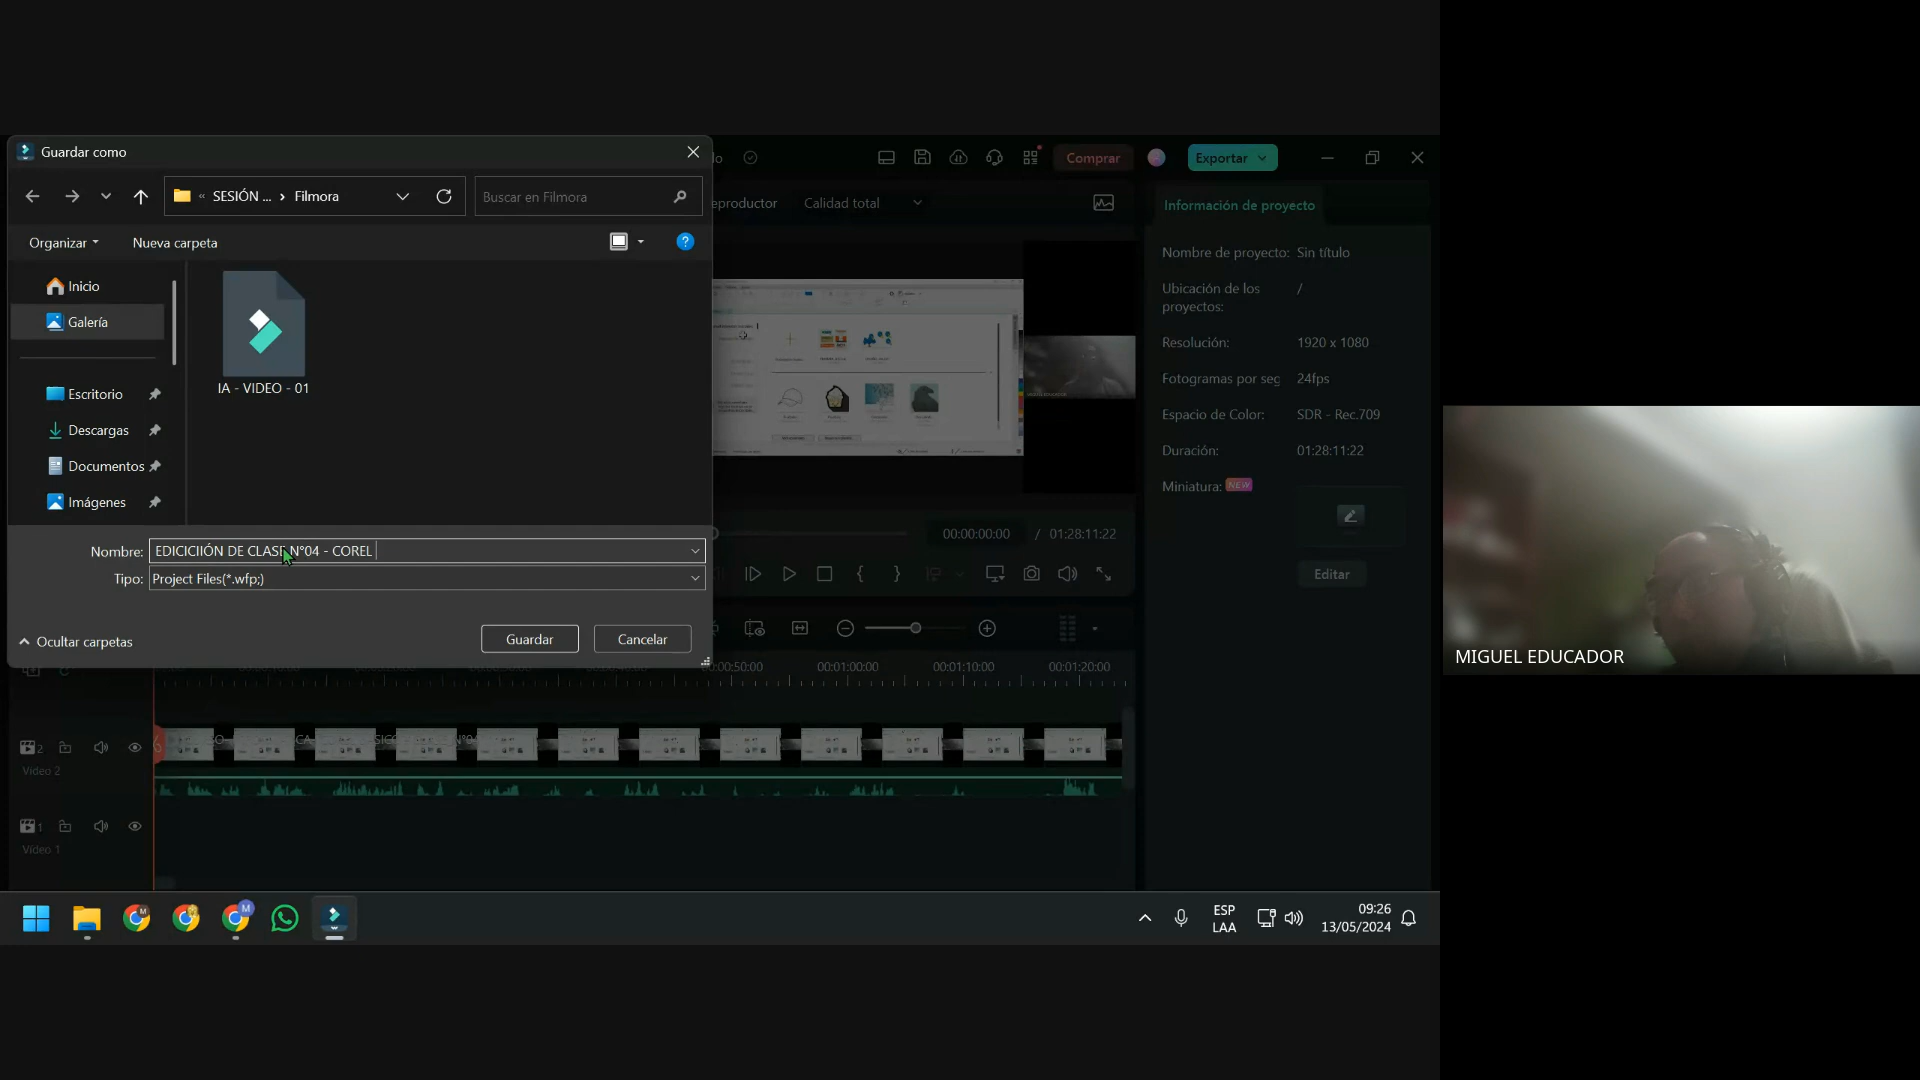 Guardar como
« SESIÓN ... › Filmora
Buscar en Filmora
Organizar
Nueva carpeta
Inicio
Galería
Escritorio
Descargas
Documentos
Imágenes
IA - VIDEO - 01
Nombre: EDICICIIÓN DE CLASE N°04 - COREL
Tipo: Project Files(*.wfp;)
Ocultar carpetas
Guardar
Cancelar
Comprar
Exportar
eproductor
Calidad total
Información de proyecto
Nombre de proyecto: Sin título
Ubicación de los proyectos: /
Resolución: 1920 x 1080
Fotogramas por seg 24fps
Espacio de Color: SDR - Rec.709
Duración: 01:28:11:22
Miniatura: NEW
Editar
00:00:00:00 / 01:28:11:22
00:01:00:00
00:01:10:00
00:01:20:00
2
Video 2
1
Video 1
M
M
ESP
LAA
09:26
13/05/2024
MIGUEL EDUCADOR